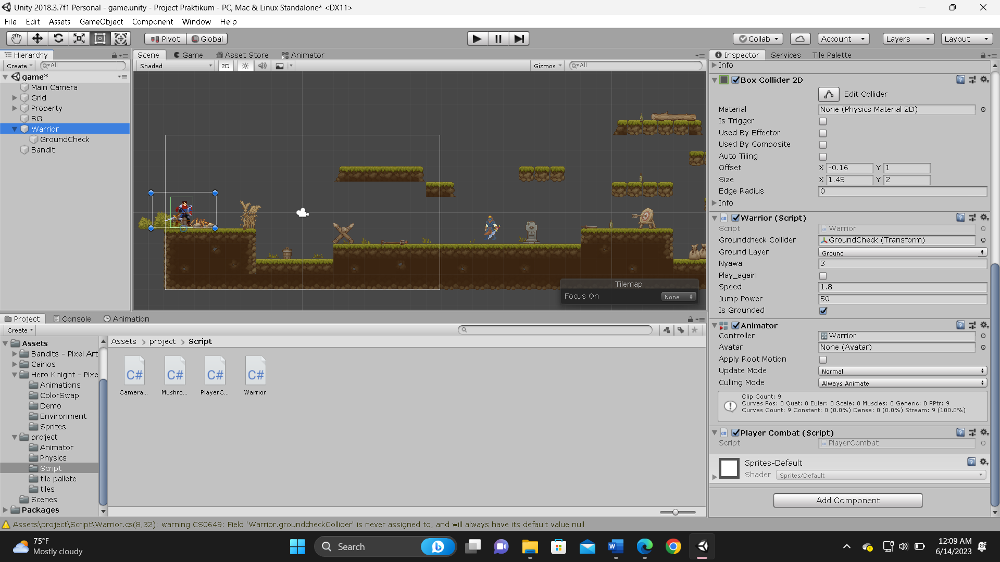 Unity 2018.3.7f1 Personal - game.unity - Project Praktikum - PC, Mac & Linux Standalone* <DX11>
File Edit Assets GameObject Component Window Help
Pivot Global Collab Account Layers Layout
Hierarchy
Create All
game*
Main Camera
Grid
Property
BG
Warrior
GroundCheck
Bandit
Scene Game Asset Store Animator
Shaded 2D Gizmos All
Tilemap
Focus On None
Inspector Services Tile Palette
Info
Box Collider 2D
Edit Collider
Material None (Physics Material 2D)
Is Trigger
Used By Effector
Used By Composite
Auto Tiling
Offset X -0.16 Y 1
Size X 1.45 Y 2
Edge Radius 0
Info
Warrior (Script)
Script Warrior
Groundcheck Collider GroundCheck (Transform)
Ground Layer Ground
Nyawa 3
Play_again
Speed 1.8
Jump Power 50
Is Grounded
Animator
Controller Warrior
Avatar None (Avatar)
Apply Root Motion
Update Mode Normal
Culling Mode Always Animate
Clip Count: 9
Curves Pos: 0 Quat: 0 Euler: 0 Scale: 0 Muscles: 0 Generic: 0 PPtr: 9
Curves Count: 9 Constant: 0 (0.0%) Dense: 0 (0.0%) Stream: 9 (100.0%)
Player Combat (Script)
Script PlayerCombat
Sprites-Default
Shader Sprites/Default
Add Component
Project Console Animation
Create
Assets
Bandits - Pixel Art
Cainos
Hero Knight - Pixe
Animations
ColorSwap
Demo
Environment
Sprites
project
Animator
Physics
Script
tile pallete
tiles
Scenes
Packages
Assets project Script
C# C# C# C#
Camera... Mushro... PlayerC... Warrior
Assets\project\Script\Warrior.cs(8,32): warning CS0649: Field 'Warrior.groundcheckCollider' is never assigned to, and will always have its default value null
75°F
Mostly cloudy
Search
12:09 AM
6/14/2023